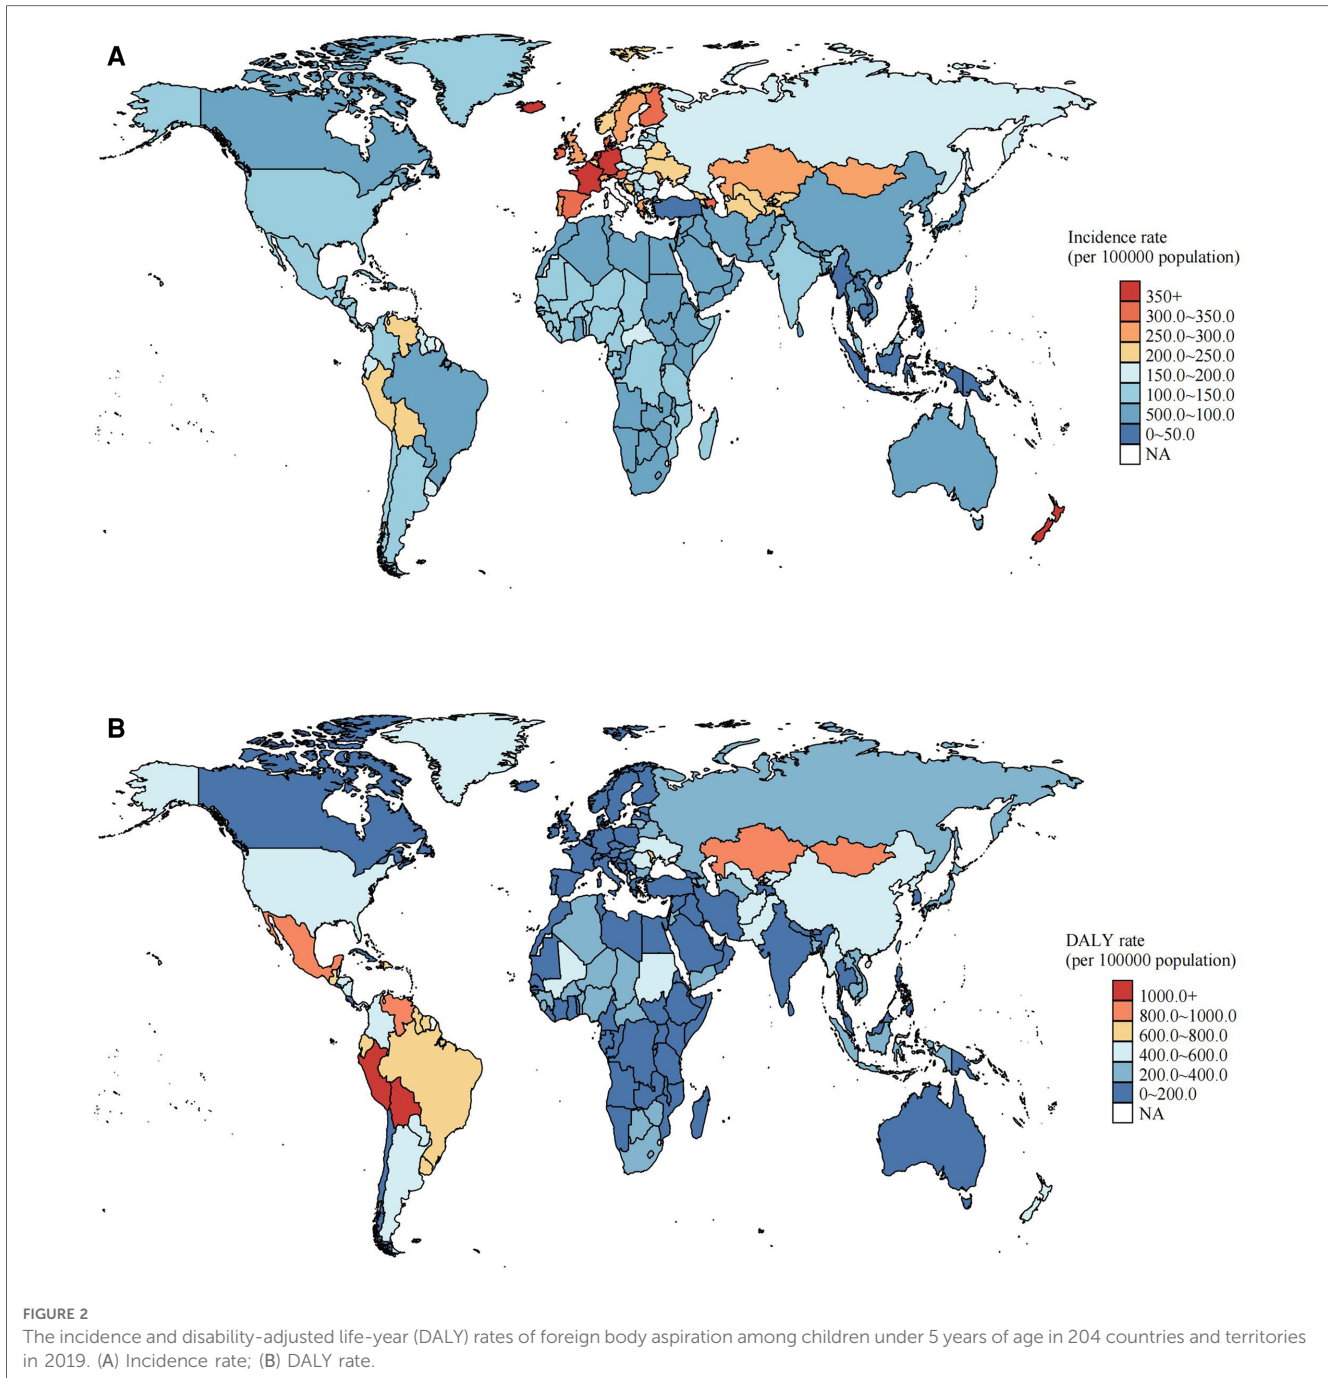 A
Incidence rate
(per 100000 population)
350+
300.0~350.0
250.0~300.0
200.0~250.0
150.0~200.0
100.0~150.0
500.0~100.0
0~50.0
NA
B
DALY rate
(per 100000 population)
1000.0+
800.0~1000.0
600.0~800.0
400.0~600.0
200.0~400.0
0~200.0
NA
FIGURE 2
The incidence and disability-adjusted life-year (DALY) rates of foreign body aspiration among children under 5 years of age in 204 countries and territories
in 2019. (A) Incidence rate; (B) DALY rate.